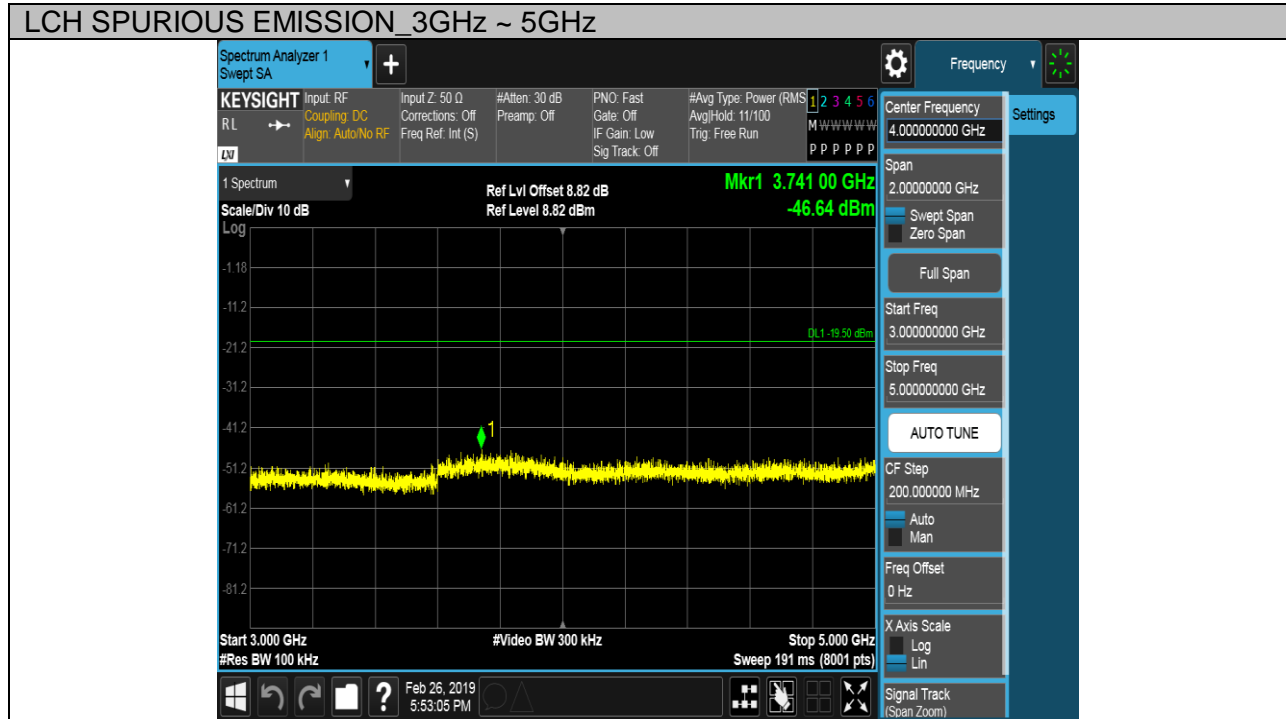 LCH SPURIOUS EMISSION_3GHz ~ 5GHz
Spectrum Analyzer 1
Swept SA
+
Frequency
KEYSIGHT
RL
LXI
Input: RF
Coupling: DC
Align: Auto/No RF
Input Z: 50 Ω
Corrections: Off
Freq Ref: Int (S)
#Atten: 30 dB
Preamp: Off
PNO: Fast
Gate: Off
IF Gain: Low
Sig Track: Off
#Avg Type: Power (RMS
Avg|Hold: 11/100
Trig: Free Run
1 2 3 4 5 6
M W W W W W
P P P P P P
1 Spectrum
Scale/Div 10 dB
Ref Lvl Offset 8.82 dB
Ref Level 8.82 dBm
Mkr1 3.741 00 GHz
-46.64 dBm
Log
-1.18
-11.2
DL1 -19.50 dBm
-21.2
-31.2
-41.2
1
-51.2
-61.2
-71.2
-81.2
Start 3.000 GHz
#Video BW 300 kHz
Stop 5.000 GHz
#Res BW 100 kHz
Sweep 191 ms (8001 pts)
?
Feb 26, 2019
5:53:05 PM
Center Frequency
4.000000000 GHz
Settings
Span
2.00000000 GHz
Swept Span
Zero Span
Full Span
Start Freq
3.000000000 GHz
Stop Freq
5.000000000 GHz
AUTO TUNE
CF Step
200.000000 MHz
Auto
Man
Freq Offset
0 Hz
X Axis Scale
Log
Lin
Signal Track
(Span Zoom)